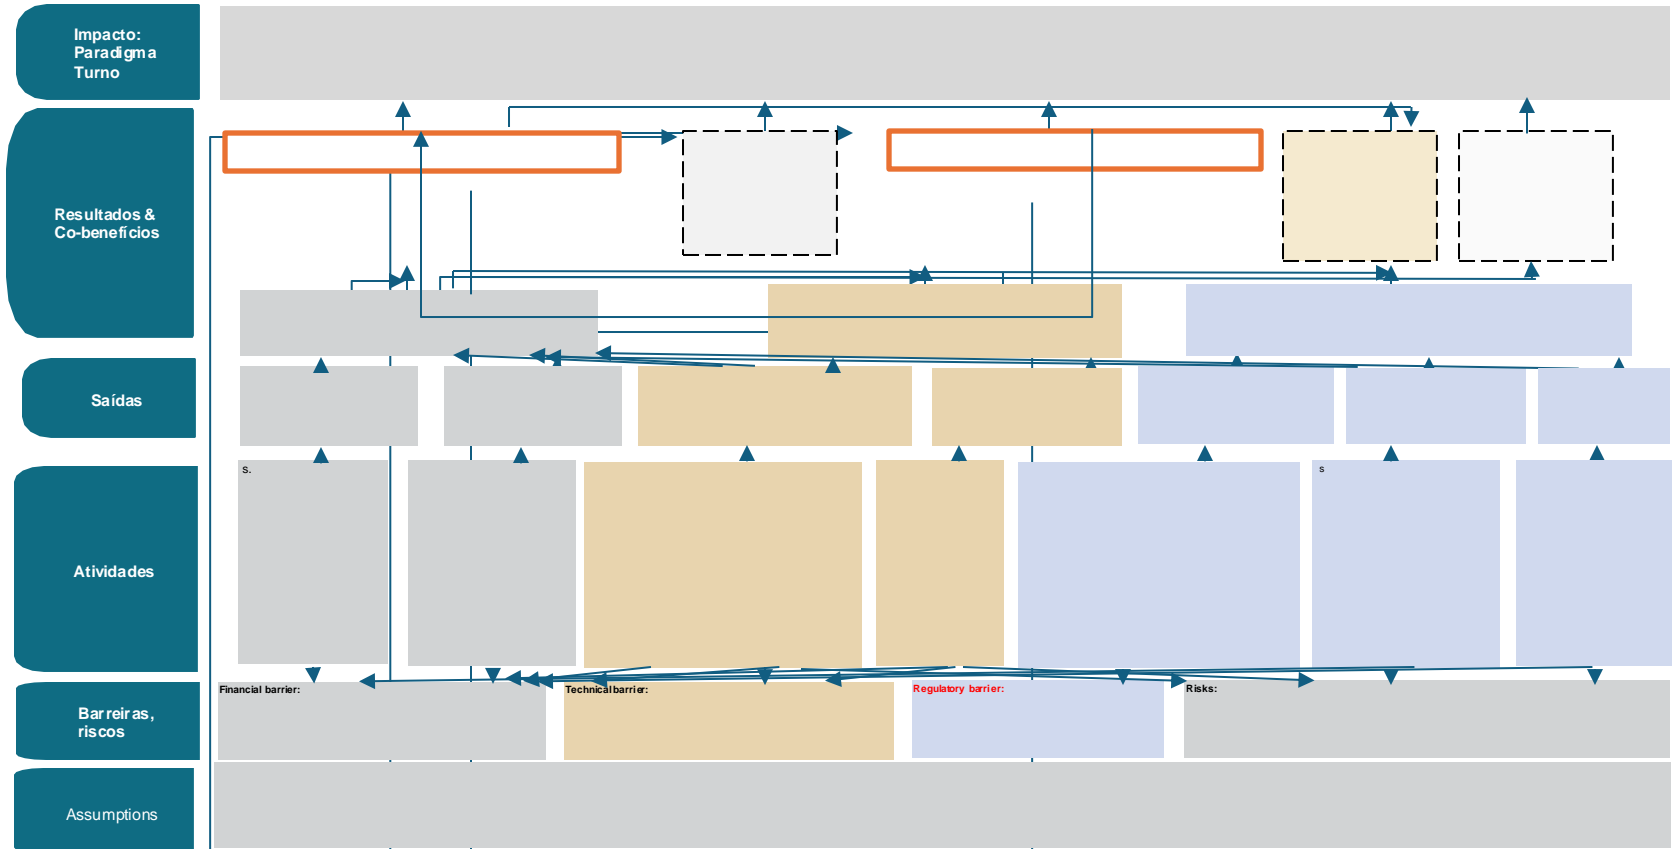 Impacto:
Paradigma
Turno
Resultados &
Co-benefícios
Saídas
s.
s
Atividades
Financial barrier:
Technical barrier:
Regulatory barrier:
Risks:
Barreiras,
riscos
Assumptions